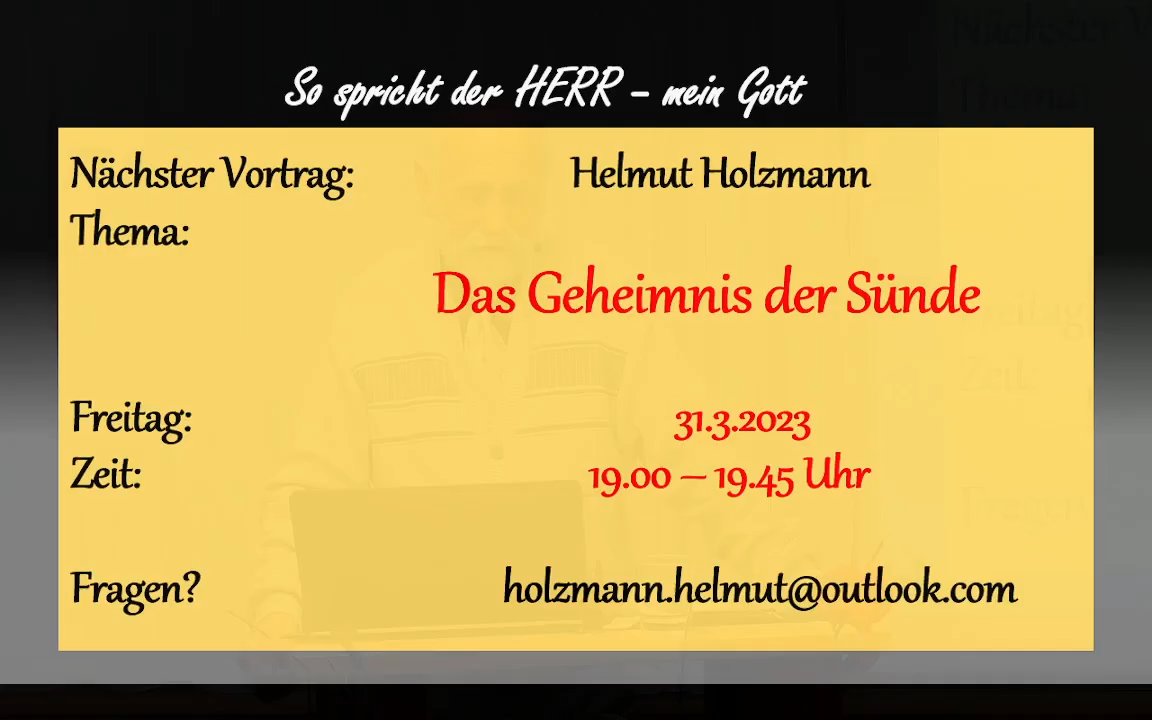 So spricht der HERR – mein Gott
Nächster Vortrag: Helmut Holzmann
Thema:
Das Geheimnis der Sünde
Freitag: 31.3.2023
Zeit: 19.00 – 19.45 Uhr
Fragen? holzmann.helmut@outlook.com